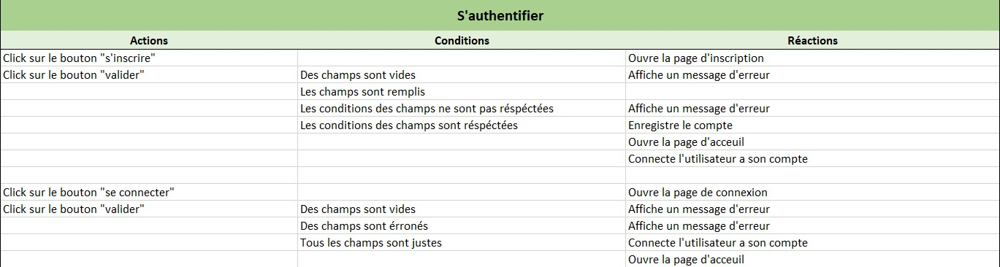 S'authentifier
Actions Conditions Réactions
Click sur le bouton "s'inscrire" Ouvre la page d'inscription
Click sur le bouton "valider" Des champs sont vides Affiche un message d'erreur
Les champs sont remplis
Les conditions des champs ne sont pas réspéctées Affiche un message d'erreur
Les conditions des champs sont réspéctées Enregistre le compte
Ouvre la page d'acceuil
Connecte l'utilisateur a son compte
Click sur le bouton "se connecter" Ouvre la page de connexion
Click sur le bouton "valider" Des champs sont vides Affiche un message d'erreur
Des champs sont érronés Affiche un message d'erreur
Tous les champs sont justes Connecte l'utilisateur a son compte
Ouvre la page d'acceuil